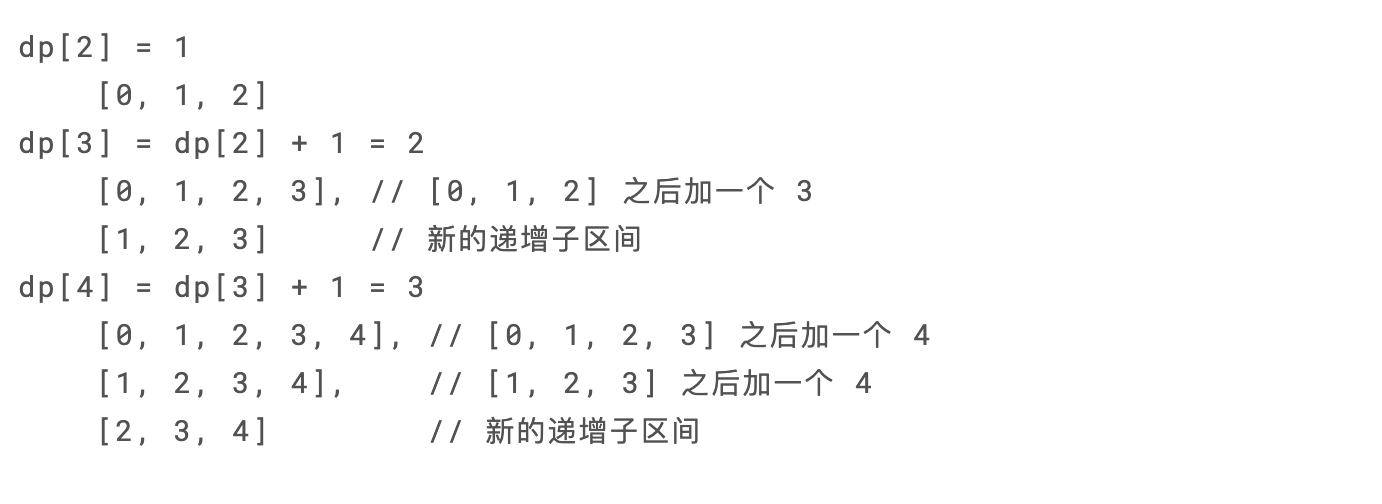 dp[2] = 1
    [0, 1, 2]
dp[3] = dp[2] + 1 = 2
    [0, 1, 2, 3], // [0, 1, 2] 之后加一个 3
    [1, 2, 3]     // 新的递增子区间
dp[4] = dp[3] + 1 = 3
    [0, 1, 2, 3, 4], // [0, 1, 2, 3] 之后加一个 4
    [1, 2, 3, 4],    // [1, 2, 3] 之后加一个 4
    [2, 3, 4]        // 新的递增子区间